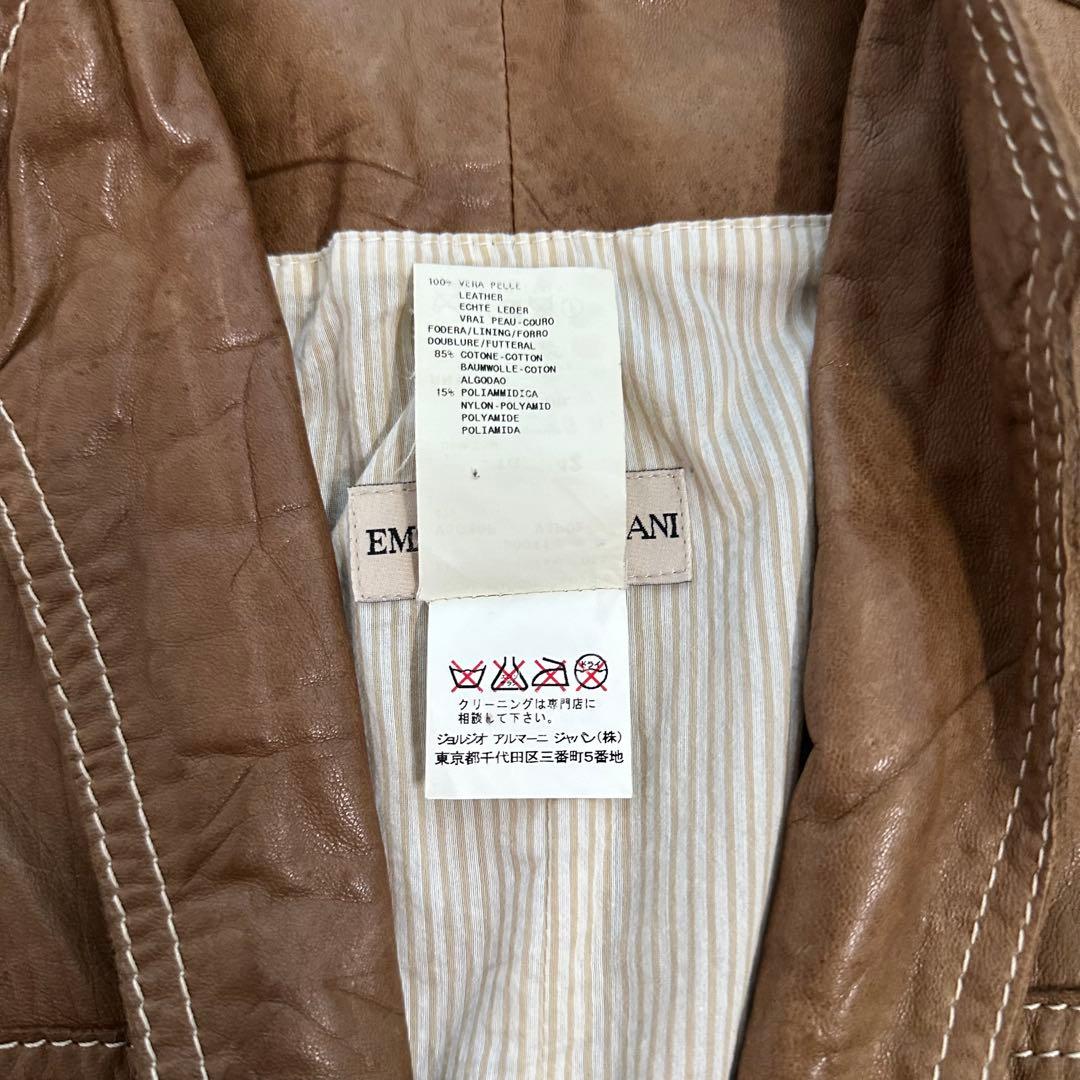 100% VERA PELLE
LEATHER
ECHTE LEDER
VRAI PEAU-COURO
FODERA/LINING/FORRO
DOUBLURE/FUTTERAL
85% COTONE-COTTON
BAUMWOLLE-COTON
ALGODAO
15% POLIAMMIDICA
NYLON-POLYAMID
POLYAMIDE
POLIAMIDA
EM ANI
ドライ
クリーニングは専門店に
相談して下さい。
ジョルジオ アルマーニ ジャパン(株)
東京都千代田区三番町5番地